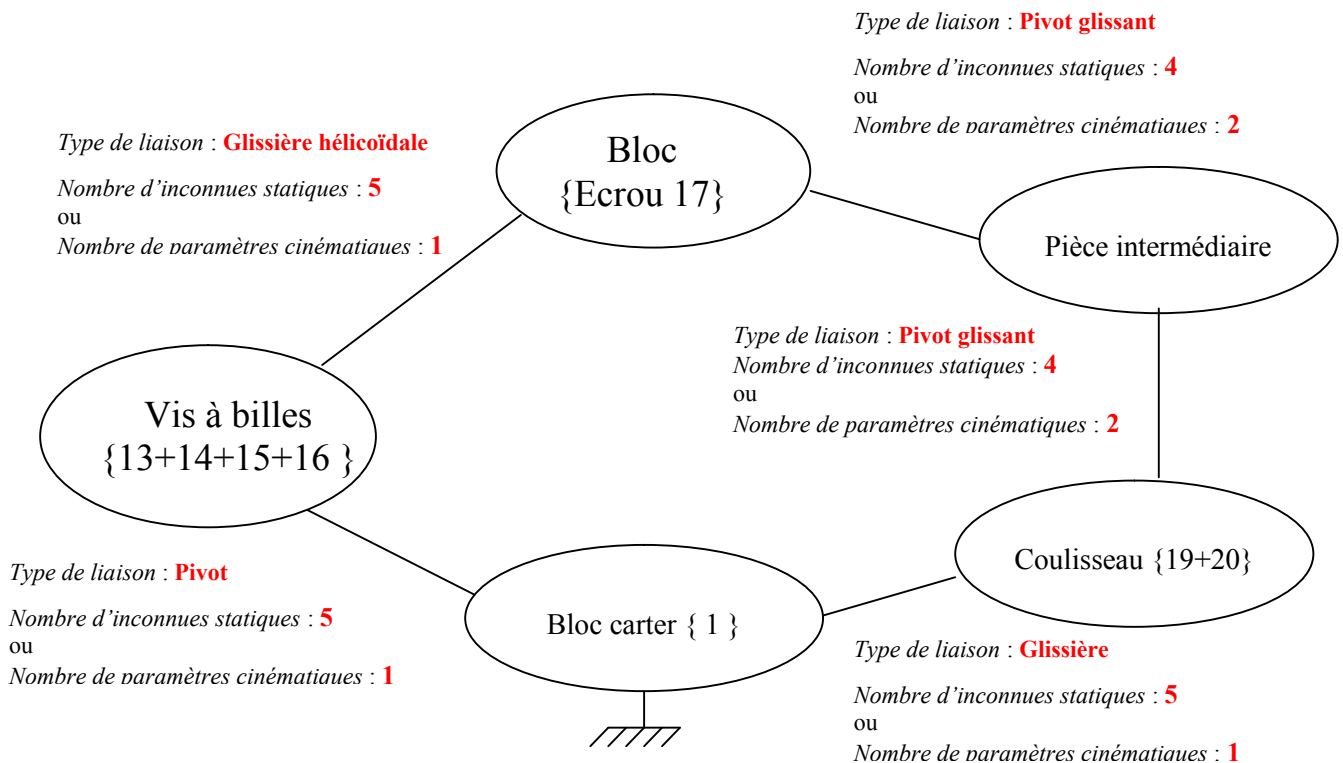 Type de liaison : Pivot glissant
Nombre d'inconnues statiques : 4
ou
Nombre de paramètres cinématiques : 2
Type de liaison : Glissière hélicoïdale
Nombre d'inconnues statiques : 5
ou
Nombre de paramètres cinématiques : 1
Bloc
{Ecrou 17}
Pièce intermédiaire
Type de liaison : Pivot glissant
Nombre d'inconnues statiques : 4
ou
Nombre de paramètres cinématiques : 2
Vis à billes
{13+14+15+16 }
Coulisseau {19+20}
Type de liaison : Pivot
Nombre d'inconnues statiques : 5
ou
Nombre de paramètres cinématiques : 1
Bloc carter { 1 }
Type de liaison : Glissière
Nombre d'inconnues statiques : 5
ou
Nombre de paramètres cinématiques : 1